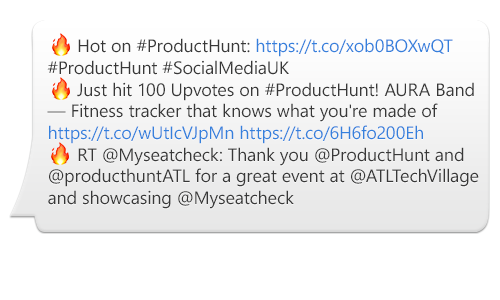 🔥 Hot on #ProductHunt: https://t.co/xob0BOXwQT
#ProductHunt #SocialMediaUK
🔥 Just hit 100 Upvotes on #ProductHunt! AURA Band
— Fitness tracker that knows what you're made of
https://t.co/wUtIcVJpMn https://t.co/6H6fo200Eh
🔥 RT @Myseatcheck: Thank you @ProductHunt and
@producthuntATL for a great event at @ATLTechVillage
and showcasing @Myseatcheck